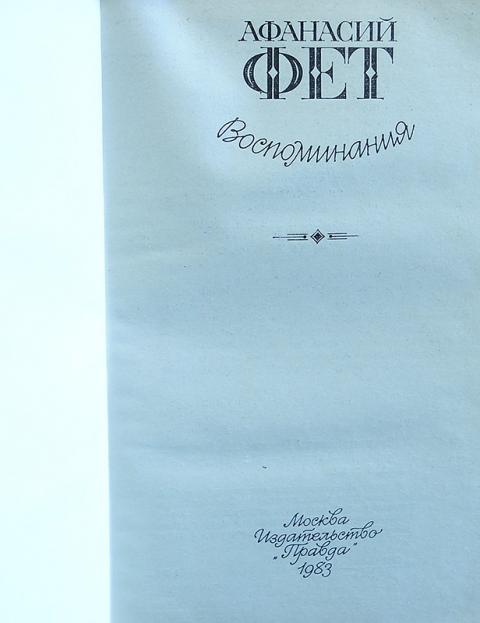 АФАНАСИЙ
ФЕТ
Воспоминания
Москва
Издательство
„Правда“
1983